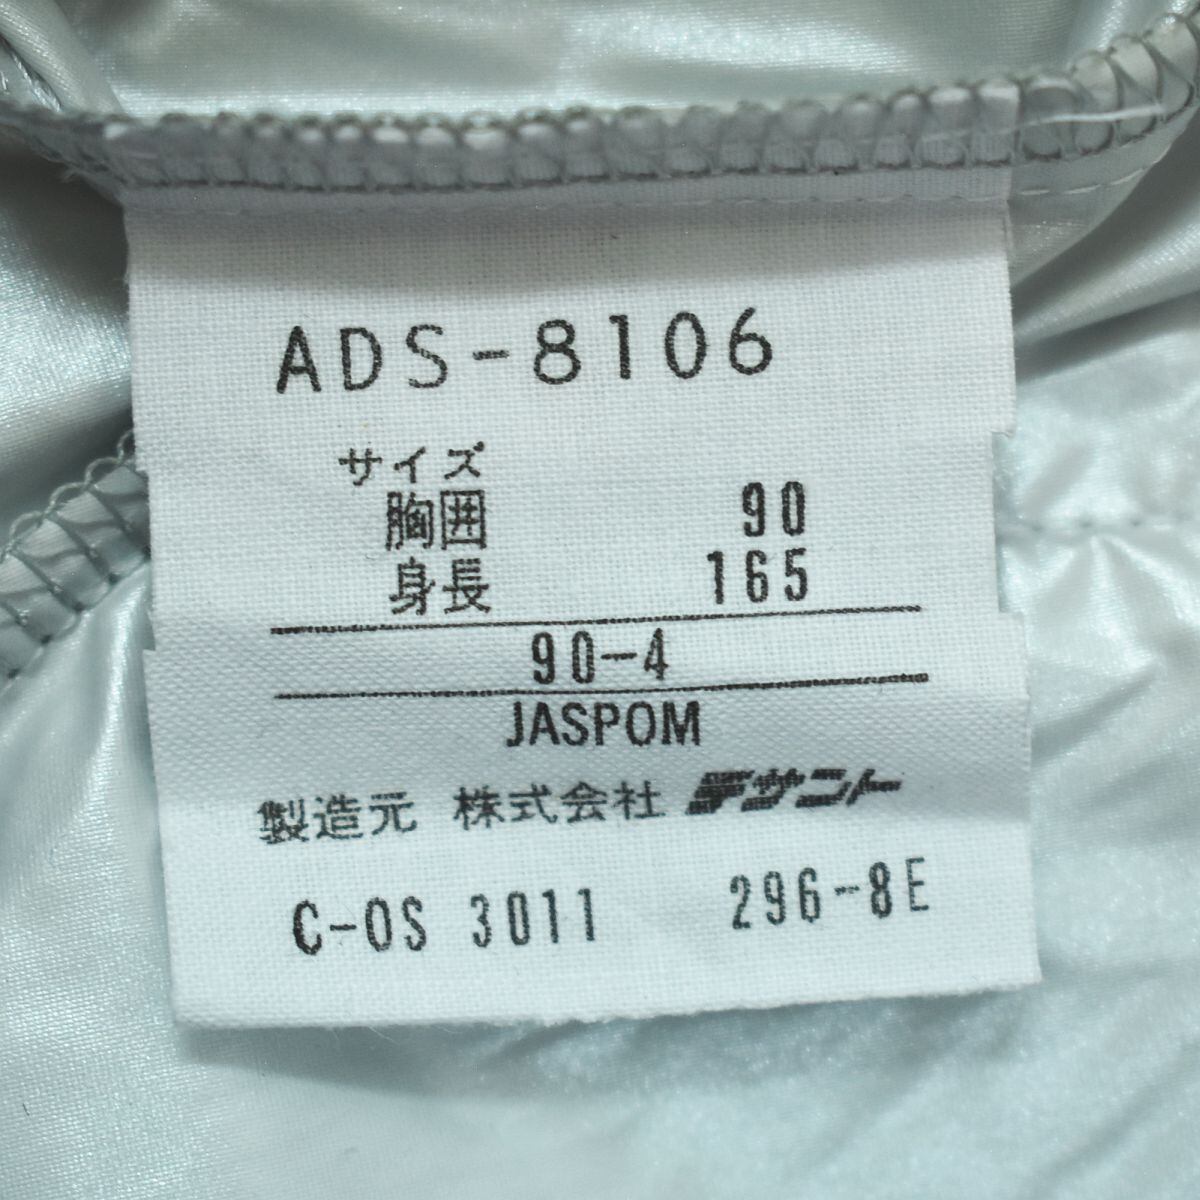 ADS-8106
サイズ
胸囲 90
身長 165
90-4
JASPOM
製造元 株式会社 デサント
C-OS 3011 296-8E